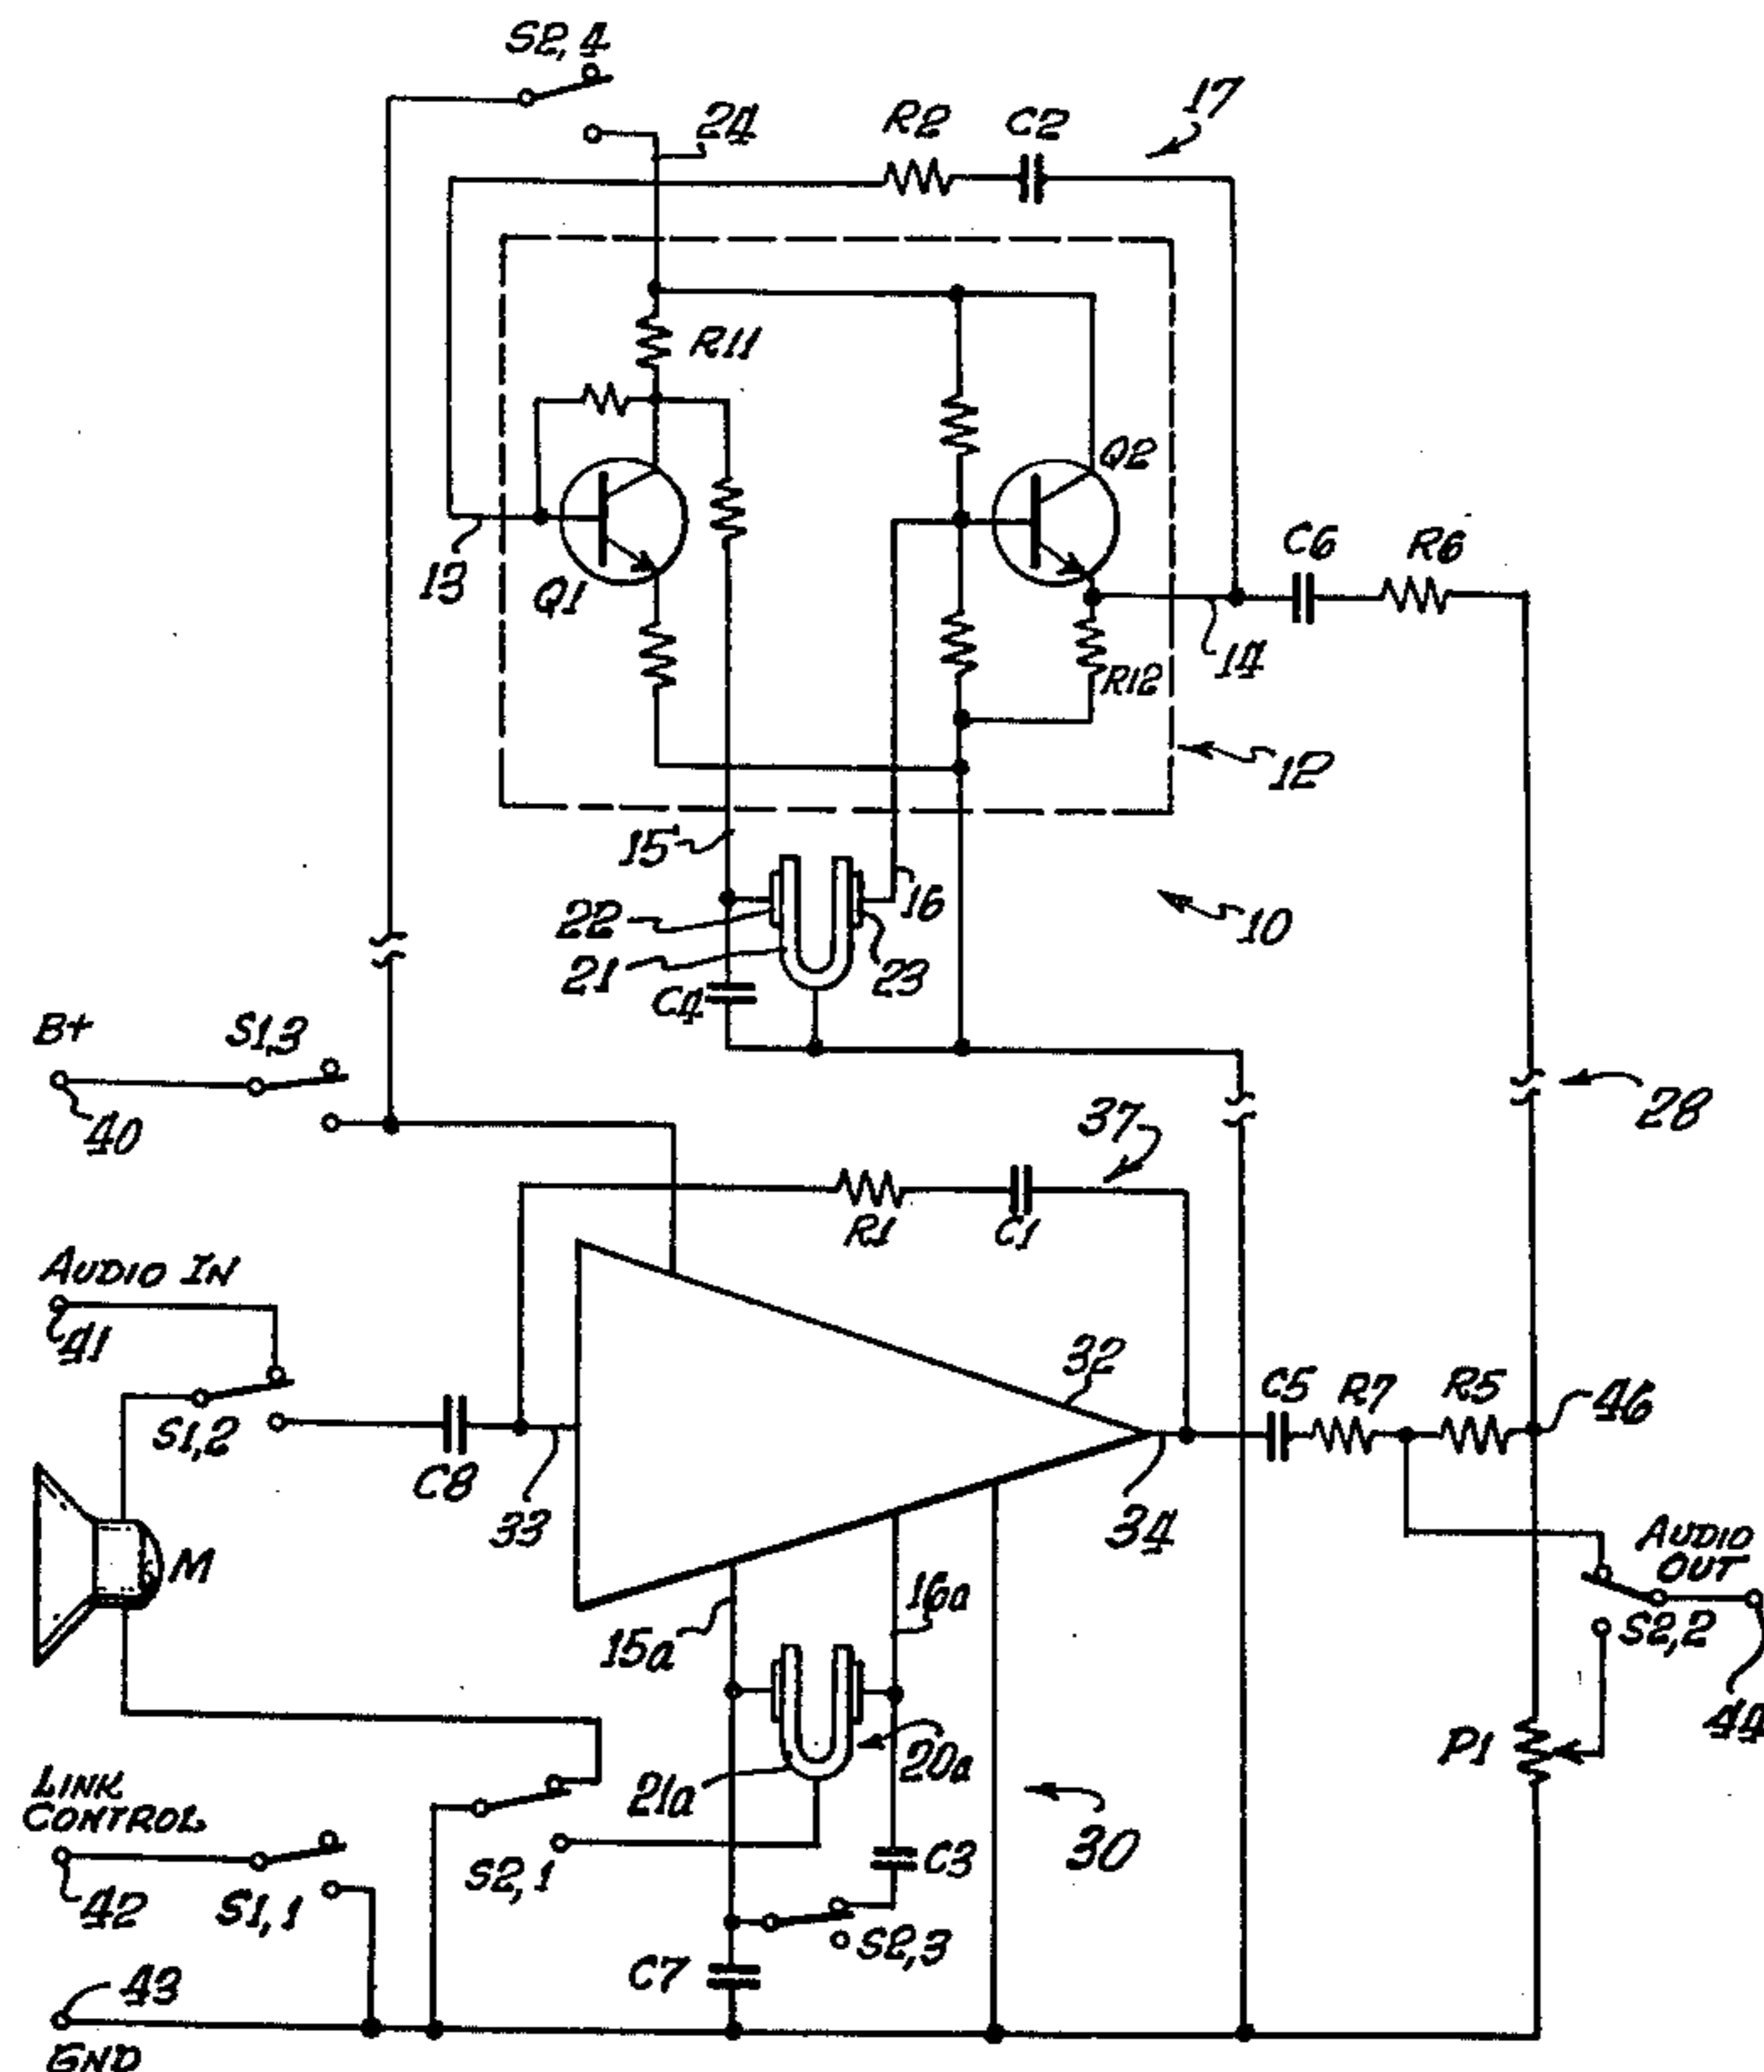 S2,4
24
R2
C2
17
R11
Q2
13
Q1
C6
R6
R12
14
12
15
16
10
22
21
23
C4
B+
S1,3
40
37
28
R1
C1
AUDIO IN
41
32
S1,2
C8
33
C5
R7
R5
46
34
M
AUDIO
OUT
16a
15a
S2,2
44
P1
20a
21a
LINK
CONTROL
42
S1,1
S2,1
C3
30
S2,3
C7
43
GND